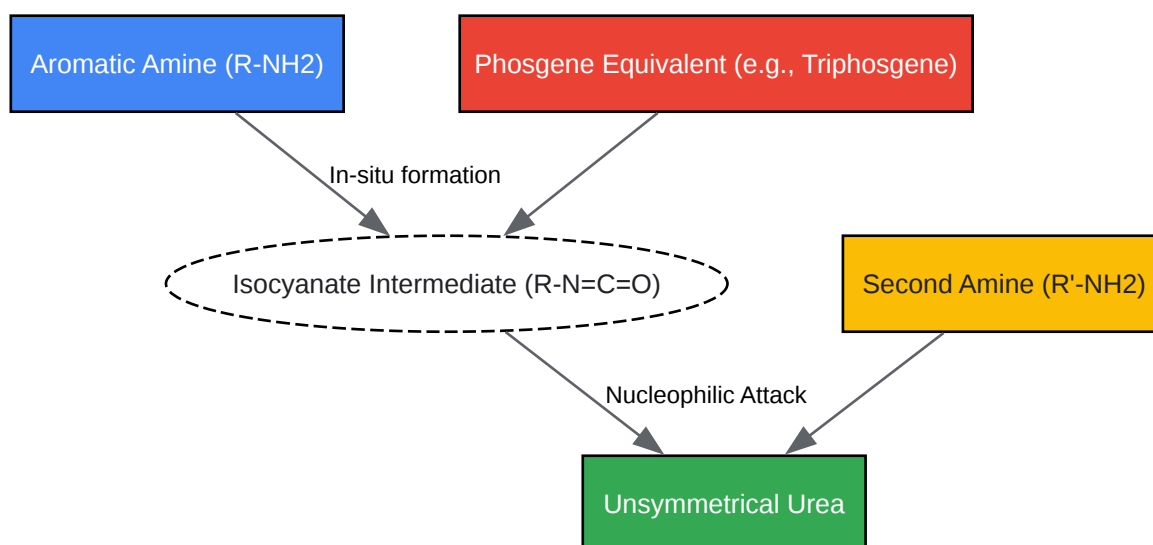 Aromatic Amine (R-NH2)
Phosgene Equivalent (e.g., Triphosgene)
In-situ formation
Isocyanate Intermediate (R-N=C=O)
Second Amine (R'-NH2)
Nucleophilic Attack
Unsymmetrical Urea